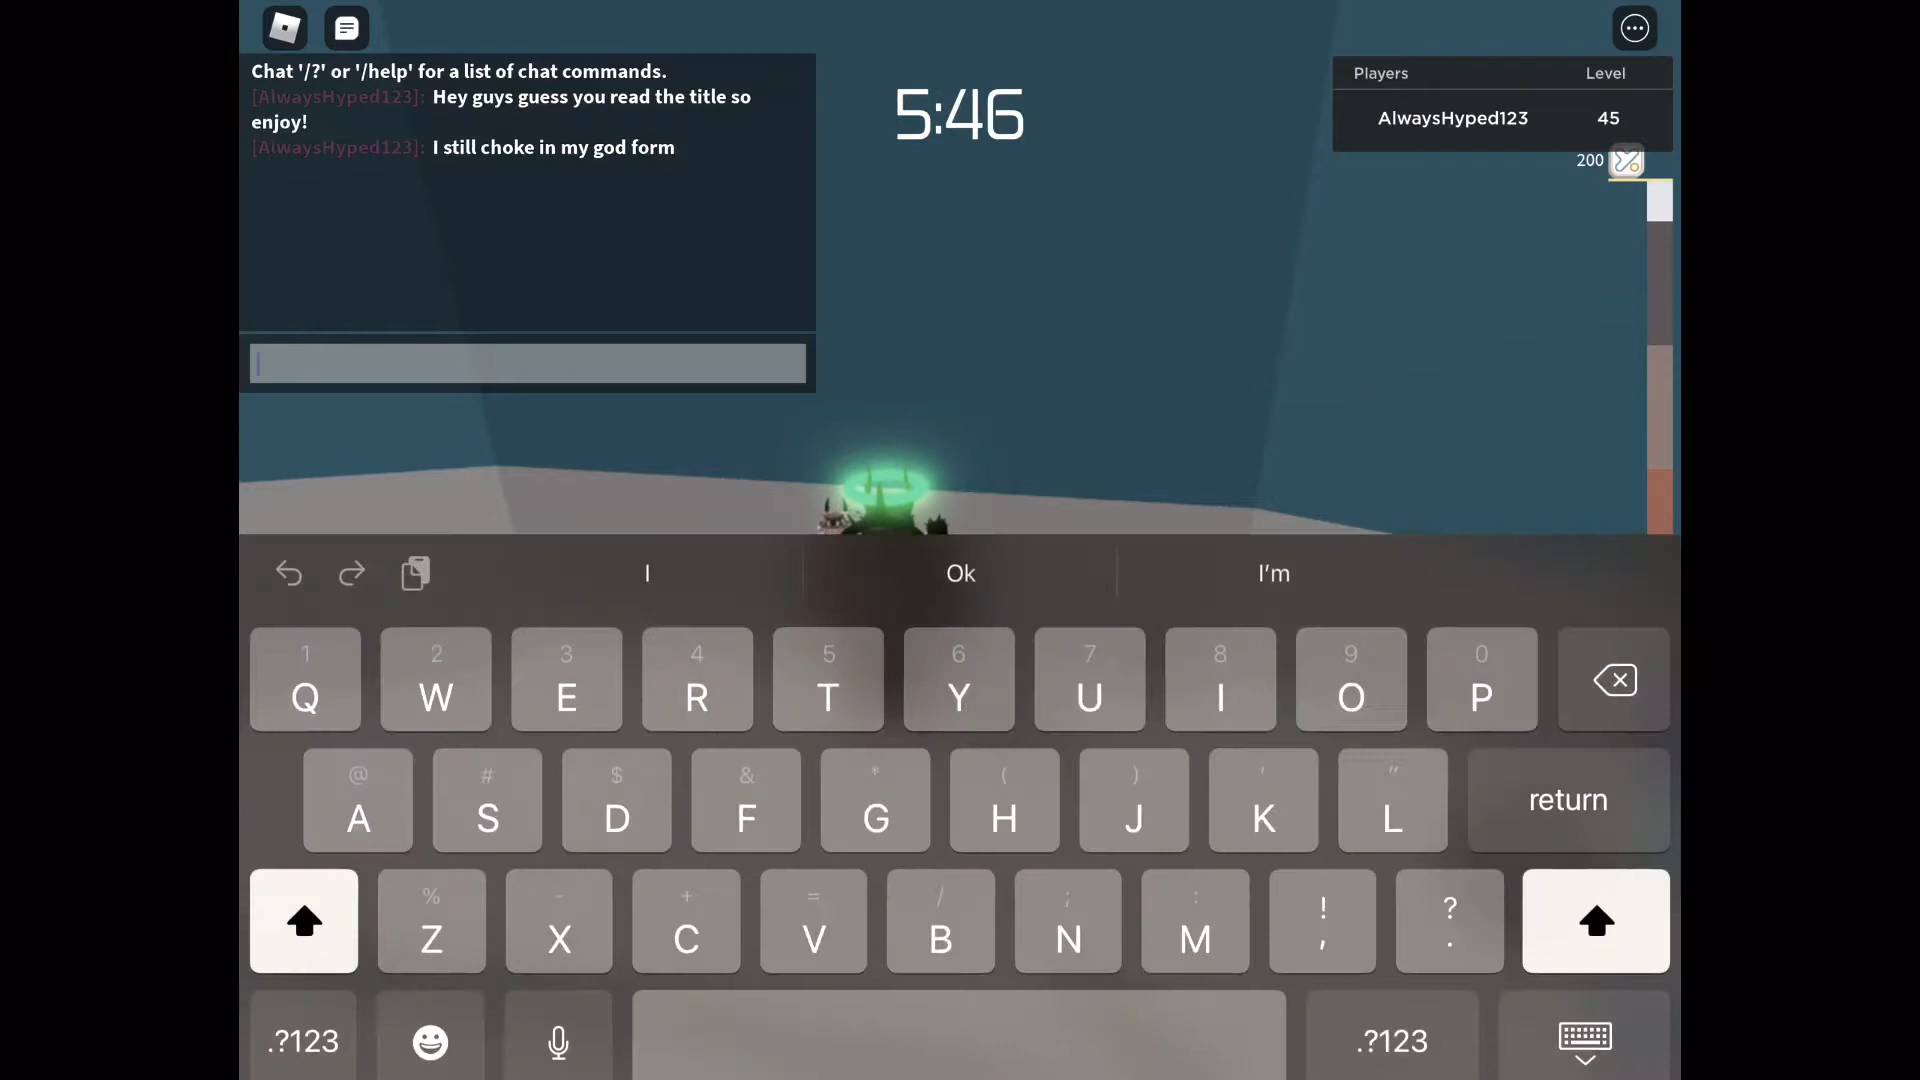 Chat '/?' or '/help' for a list of chat commands.
[AlwaysHyped123]: Hey guys guess you read the title so
enjoy!
[AlwaysHyped123]: I still choke in my god form
5:46
Players Level
AlwaysHyped123 45
200
I Ok I'm
1 2 3 4 5 6 7 8 9 0
Q W E R T Y U I O P
@ # $ & * ( ) ' "
A S D F G H J K L return
% - + = / ; : ! ?
Z X C V B N M , .
.?123 .?123